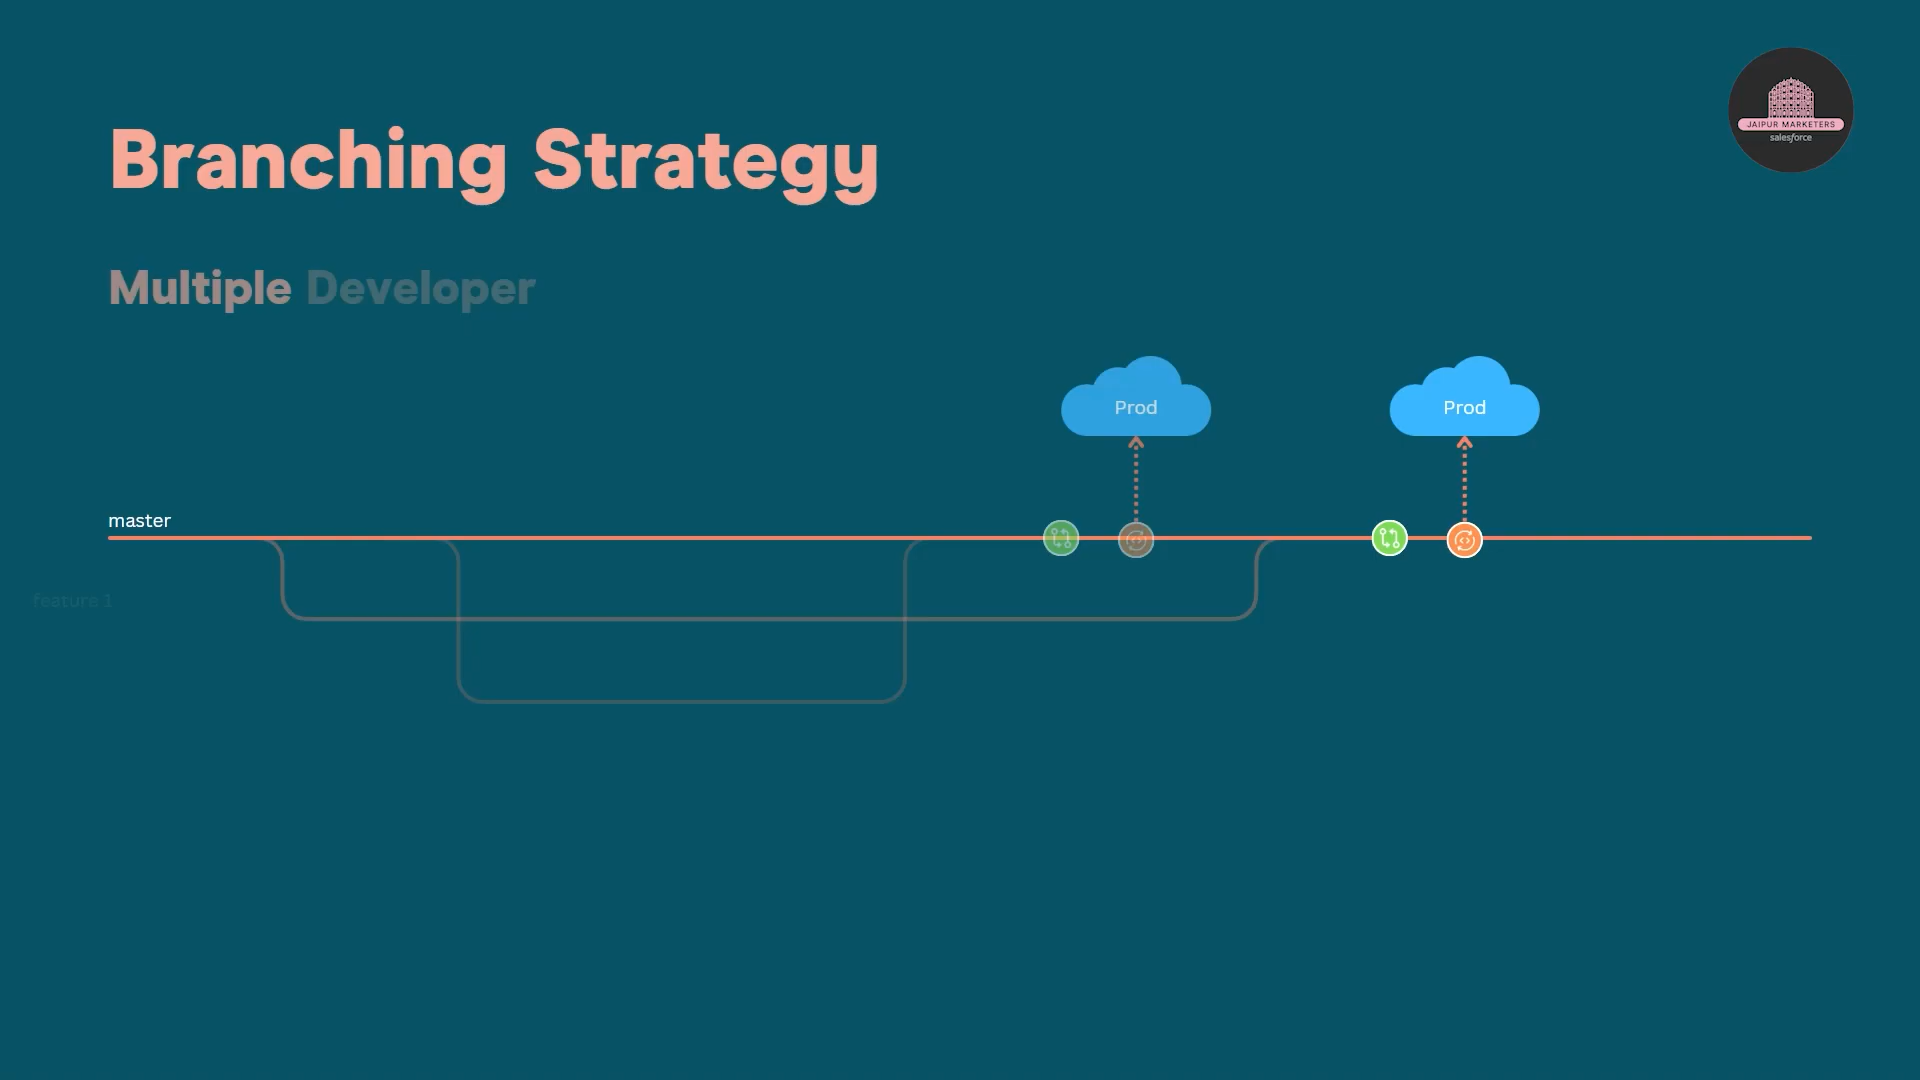 JAIPUR MARKETERS
salesforce
Branching Strategy
Multiple Developer
Prod
Prod
master
feature 1